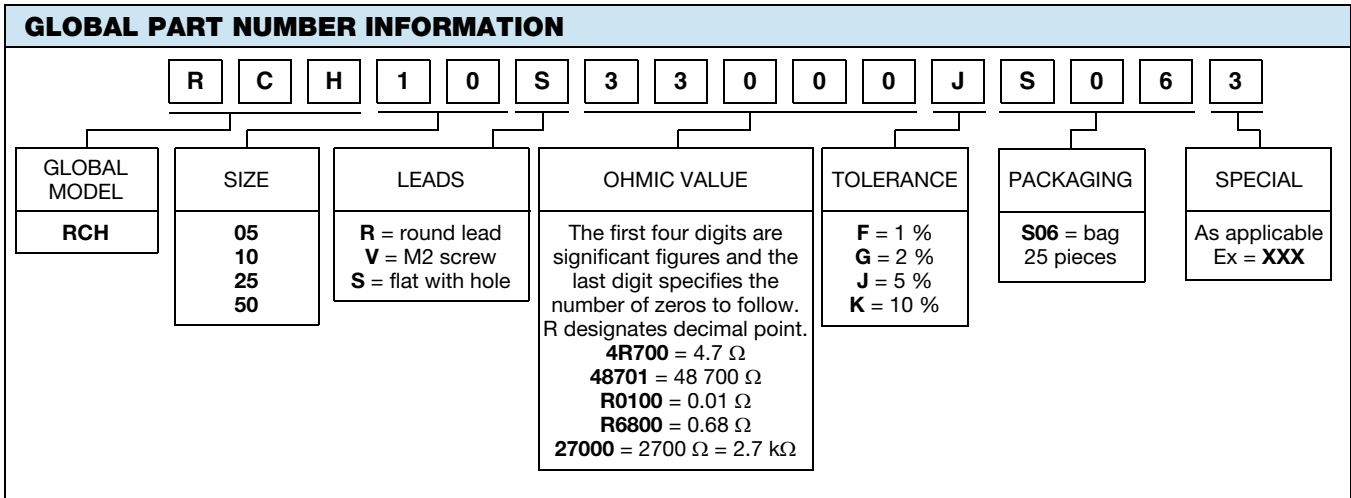 GLOBAL PART NUMBER INFORMATION
R C H 1 0 S 3 3 0 0 0 J S 0 6 3
GLOBAL
MODEL
RCH
SIZE
05
10
25
50
LEADS
R = round lead
V = M2 screw
S = flat with hole
OHMIC VALUE
The first four digits are
significant figures and the
last digit specifies the
number of zeros to follow.
R designates decimal point.
4R700 = 4.7 Ω
48701 = 48 700 Ω
R0100 = 0.01 Ω
R6800 = 0.68 Ω
27000 = 2700 Ω = 2.7 kΩ
TOLERANCE
F = 1 %
G = 2 %
J = 5 %
K = 10 %
PACKAGING
S06 = bag
25 pieces
SPECIAL
As applicable
Ex = XXX